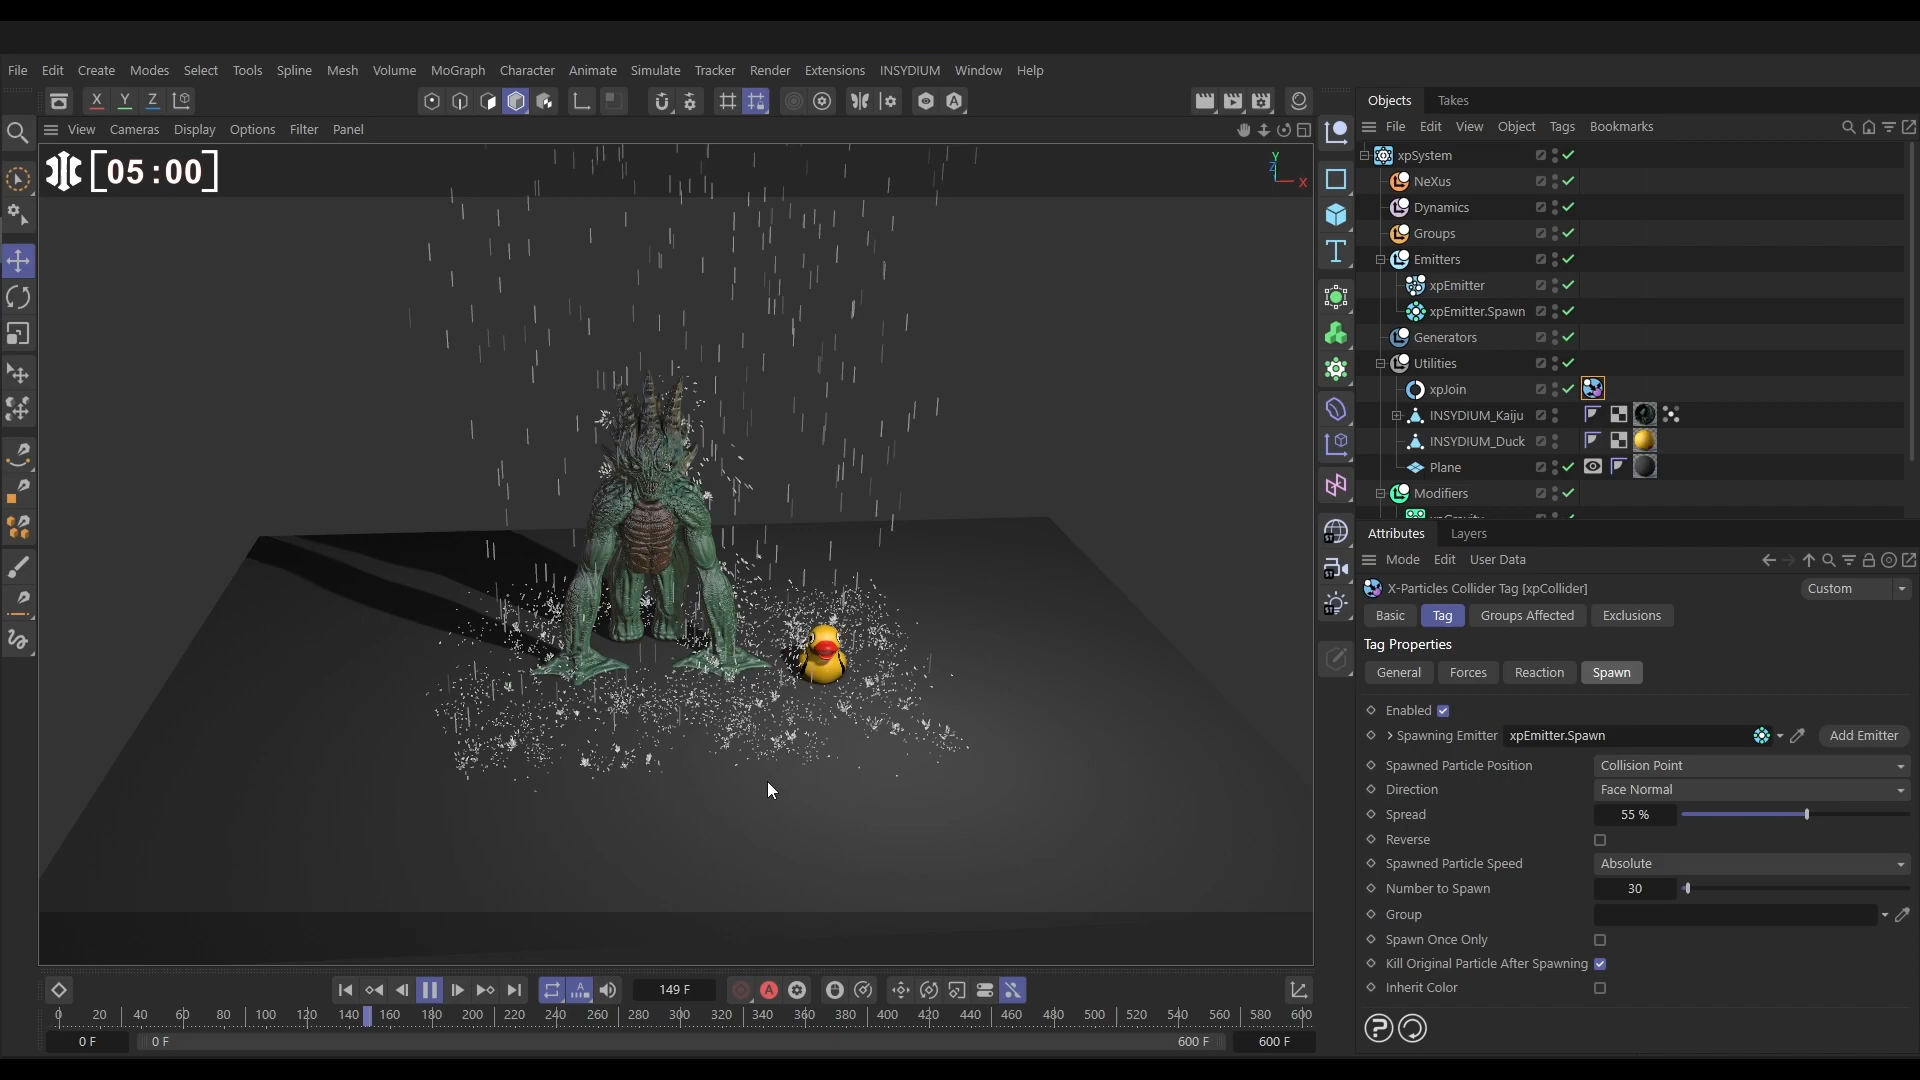 File Edit Create Modes Select Tools Spline Mesh Volume MoGraph Character Animate Simulate Tracker Render Extensions INSYDIUM Window Help
X Y Z
View Cameras Display Options Filter Panel
[05:00]
Y
Z
X
Objects Takes
File Edit View Object Tags Bookmarks
xpSystem
NeXus
Dynamics
Groups
Emitters
xpEmitter
xpEmitter.Spawn
Generators
Utilities
xpJoin
INSYDIUM_Kaiju
INSYDIUM_Duck
Plane
Modifiers
xpGravity
Attributes Layers
Mode Edit User Data
X-Particles Collider Tag [xpCollider] Custom
Basic Tag Groups Affected Exclusions
Tag Properties
General Forces Reaction Spawn
Enabled
Spawning Emitter xpEmitter.Spawn Add Emitter
Spawned Particle Position Collision Point
Direction Face Normal
Spread 55 %
Reverse
Spawned Particle Speed Absolute
Number to Spawn 30
Group
Spawn Once Only
Kill Original Particle After Spawning
Inherit Color
149 F
0 20 40 60 80 100 120 140 160 180 200 220 240 260 280 300 320 340 360 380 400 420 440 460 480 500 520 540 560 580 600
0 F 0 F 600 F 600 F